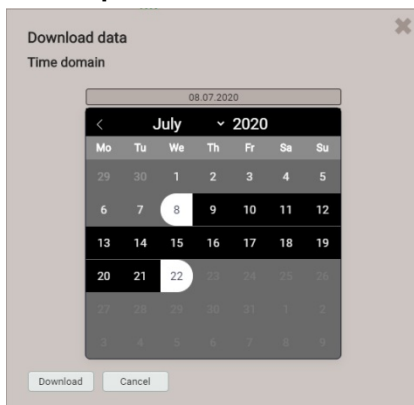 Download data
Time domain
08.07.2020
July 2020
Mo Tu We Th Fr Sa Su
29 30 1 2 3 4 5
6 7 8 9 10 11 12
13 14 15 16 17 18 19
20 21 22 23 24 25 26
27 28 29 30 31 1 2
3 4 5 6 7 8 9
Download Cancel